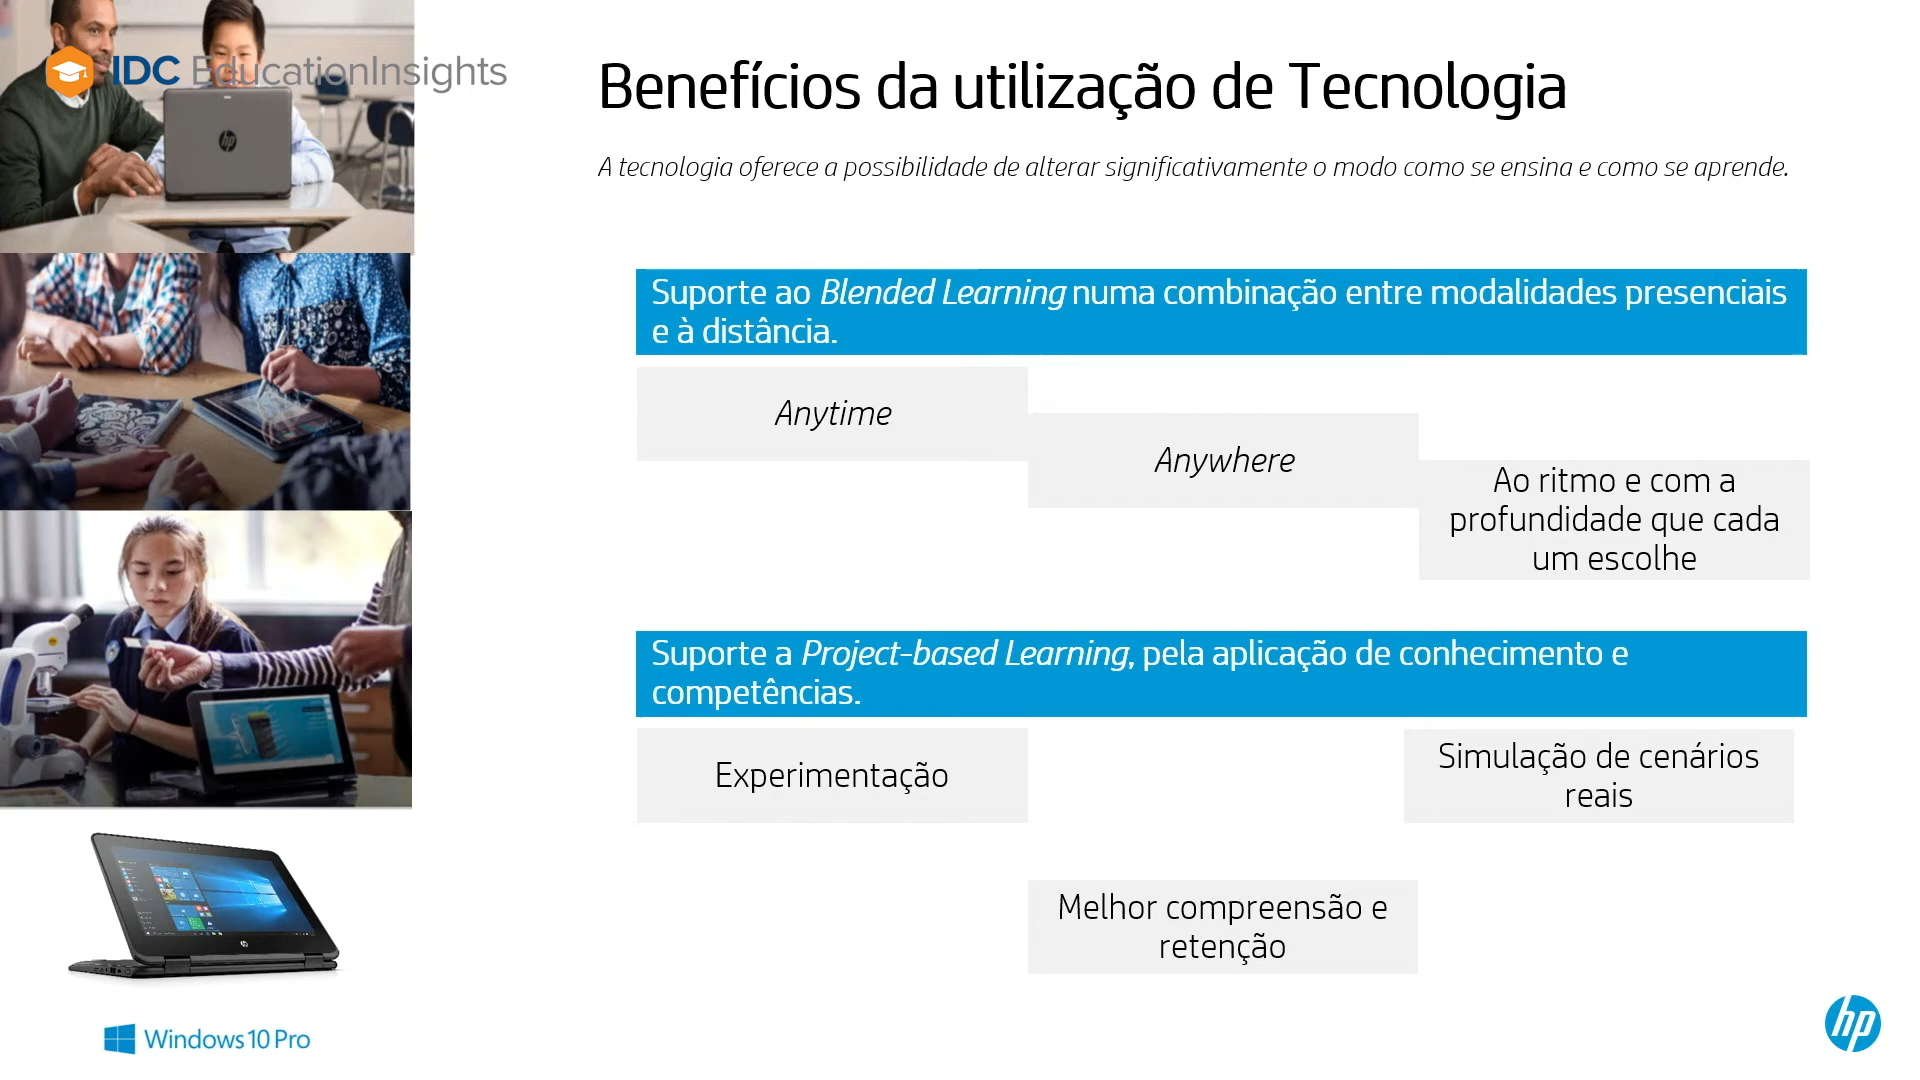 IDC EducationInsights
Benefícios da utilização de Tecnologia
A tecnologia oferece a possibilidade de alterar significativamente o modo como se ensina e como se aprende.
Suporte ao Blended Learning numa combinação entre modalidades presenciais
e à distância.
Anytime
Anywhere
Ao ritmo e com a
profundidade que cada
um escolhe
Suporte a Project-based Learning, pela aplicação de conhecimento e
competências.
Experimentação
Simulação de cenários
reais
Melhor compreensão e
retenção
Windows 10 Pro
hp
hp